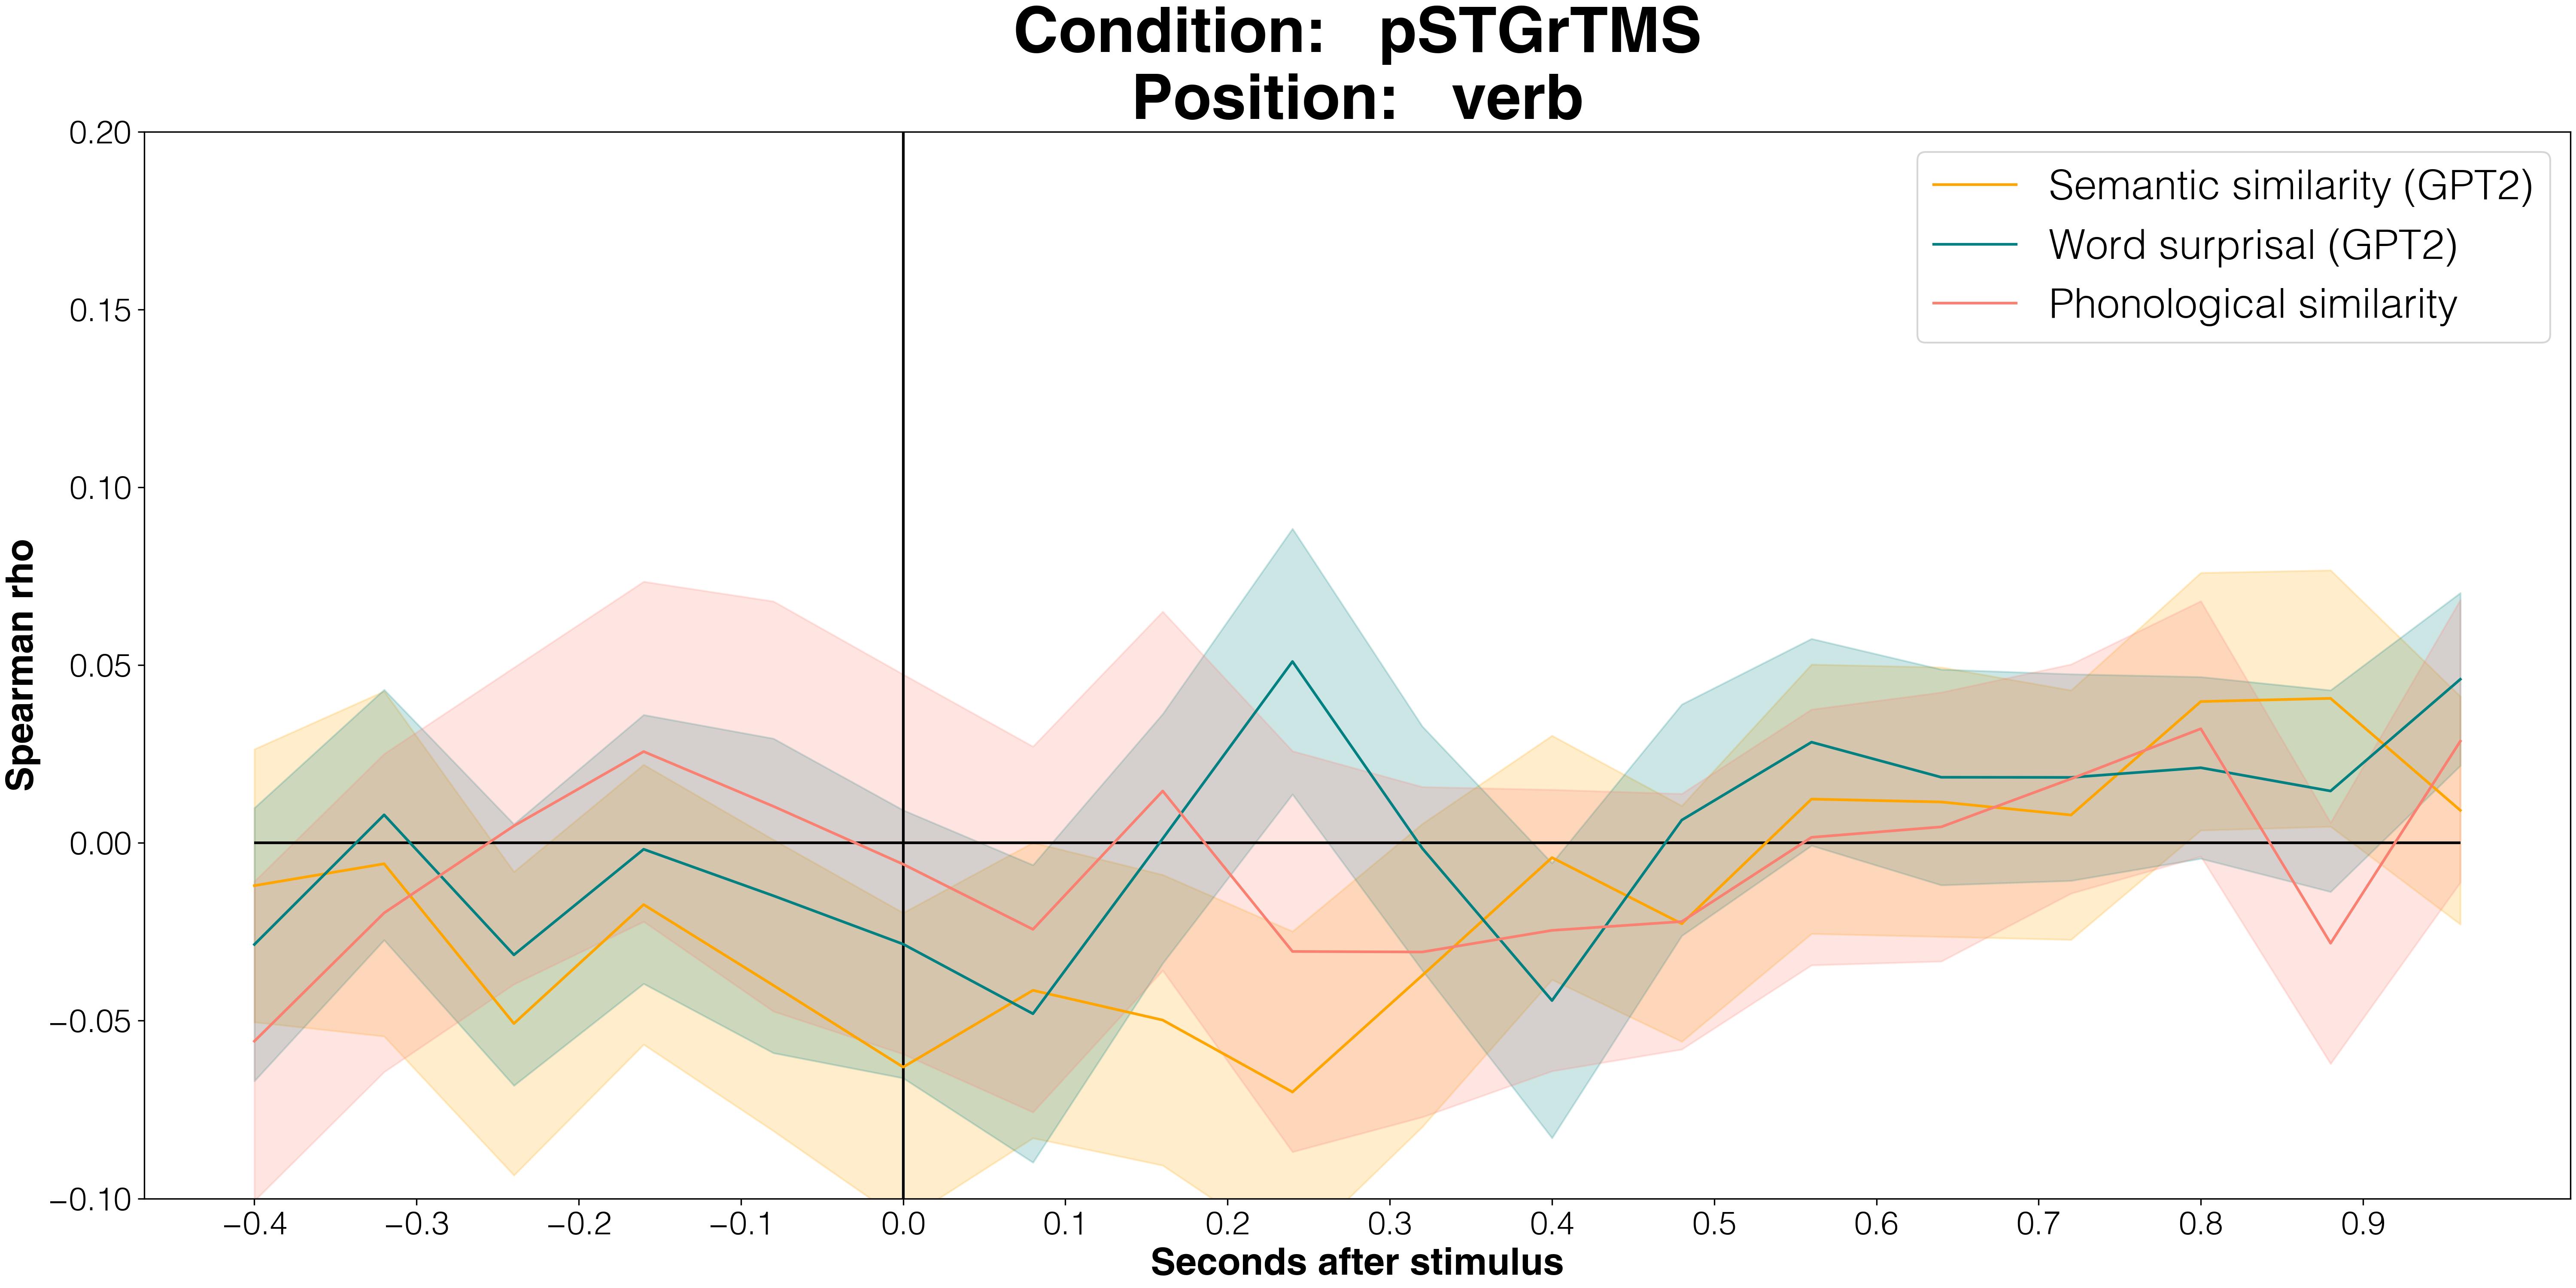 Condition:   pSTGrTMS
Position:   verb
0.20
0.15
0.10
0.05
0.00
−0.05
−0.10
Spearman rho
Semantic similarity (GPT2)
Word surprisal (GPT2)
Phonological similarity
−0.4 −0.3 −0.2 −0.1 0.0 0.1 0.2 0.3 0.4 0.5 0.6 0.7 0.8 0.9
Seconds after stimulus